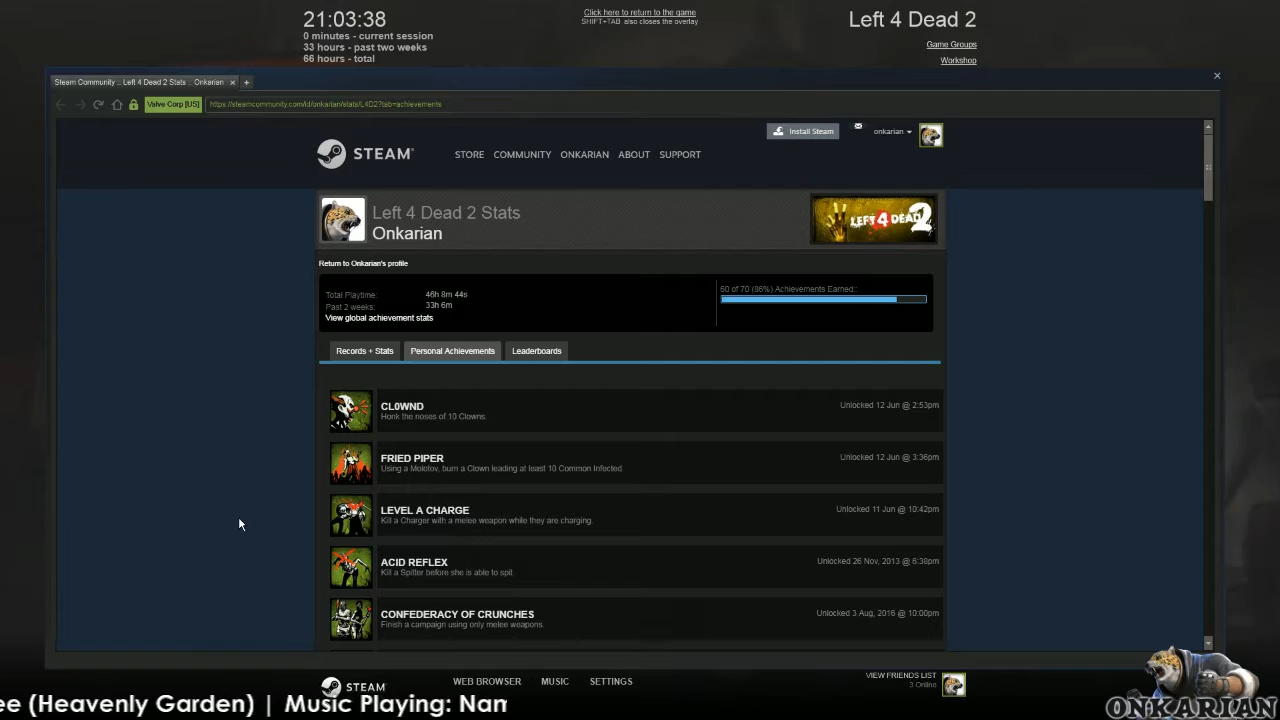 21:03:38
0 minutes - current session
33 hours - past two weeks
66 hours - total
Click here to return to the game
SHIFT+TAB also closes the overlay
Left 4 Dead 2
Game Groups
Workshop
Steam Community :: Left 4 Dead 2 Stats :: Onkarian
Valve Corp [US]
https://steamcommunity.com/id/onkarian/stats/L4D2?tab=achievements
Install Steam
onkarian
STEAM
STORE COMMUNITY ONKARIAN ABOUT SUPPORT
Left 4 Dead 2 Stats
Onkarian
LEFT 4 DEAD 2
Return to Onkarian's profile
Total Playtime: 46h 8m 44s
Past 2 weeks: 33h 6m
View global achievement stats
60 of 70 (86%) Achievements Earned::
Records + Stats
Personal Achievements
Leaderboards
CL0WND
Honk the noses of 10 Clowns.
Unlocked 12 Jun @ 2:53pm
FRIED PIPER
Using a Molotov, burn a Clown leading at least 10 Common Infected.
Unlocked 12 Jun @ 3:36pm
LEVEL A CHARGE
Kill a Charger with a melee weapon while they are charging.
Unlocked 11 Jun @ 10:42pm
ACID REFLEX
Kill a Spitter before she is able to spit.
Unlocked 26 Nov, 2013 @ 6:38pm
CONFEDERACY OF CRUNCHES
Finish a campaign using only melee weapons.
Unlocked 3 Aug, 2016 @ 10:00pm
STEAM
WEB BROWSER MUSIC SETTINGS
VIEW FRIENDS LIST
3 Online
ee (Heavenly Garden) | Music Playing: Nam
ONKARIAN